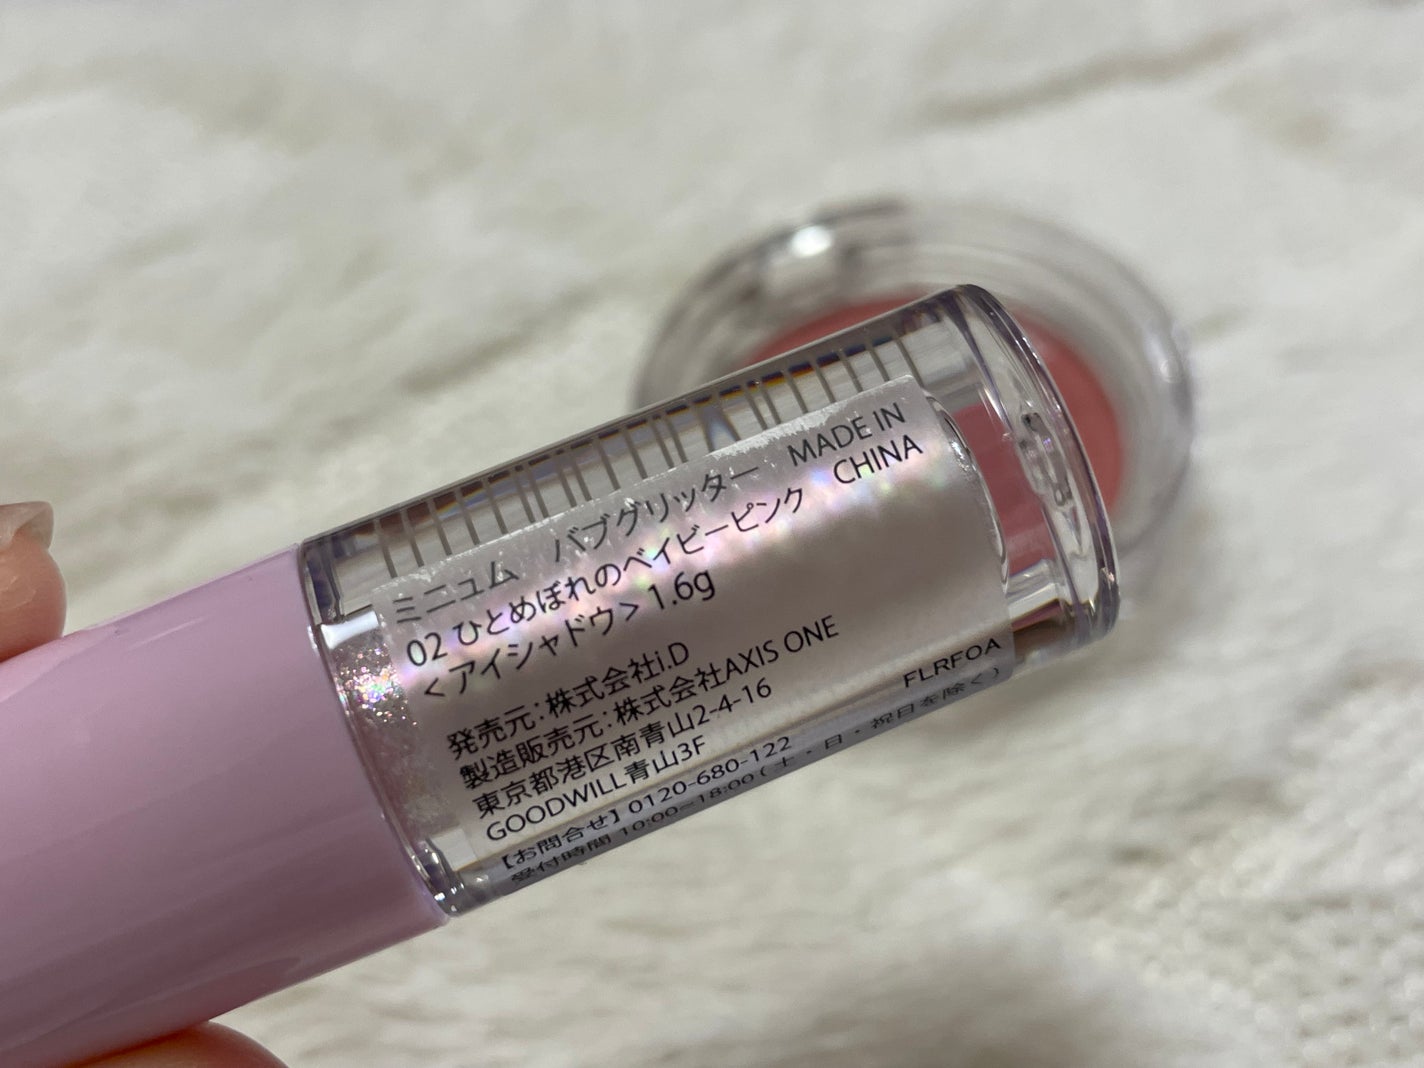 ミニュム　バブグリッター　MADE IN
02 ひとめぼれのベイビーピンク　CHINA
＜アイシャドウ＞1.6g
発売元：株式会社i.D
製造販売元：株式会社AXIS ONE
東京都港区南青山2-4-16
GOODWILL青山3F
FLRFOA
【お問合せ】0120-680-122
受付時間 10:00~18:00（土・日・祝日を除く）